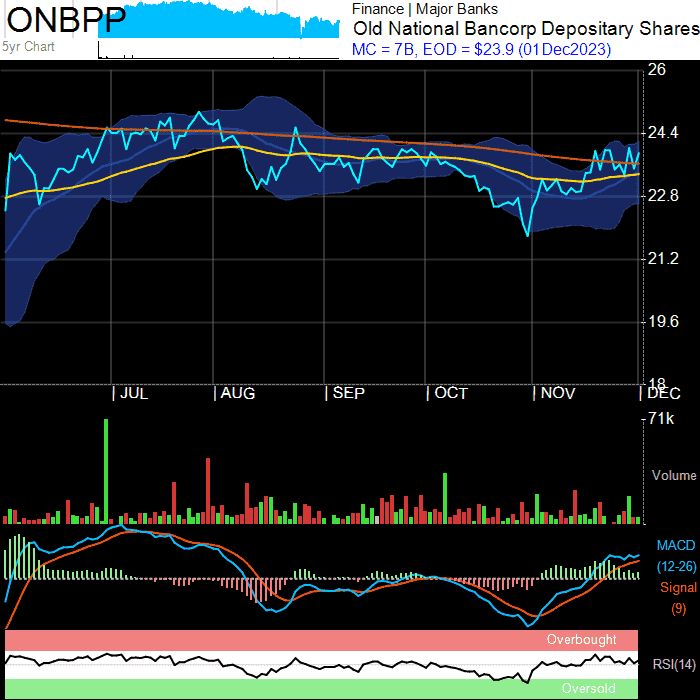 ONBPP
5yr Chart
Finance | Major Banks
Old National Bancorp Depositary Shares
MC = 7B, EOD = $23.9 (01Dec2023)
26
24.4
22.8
21.2
19.6
18
JUL AUG SEP OCT NOV DEC
71k
Volume
MACD
(12-26)
Signal
(9)
Overbought
RSI(14)
Oversold